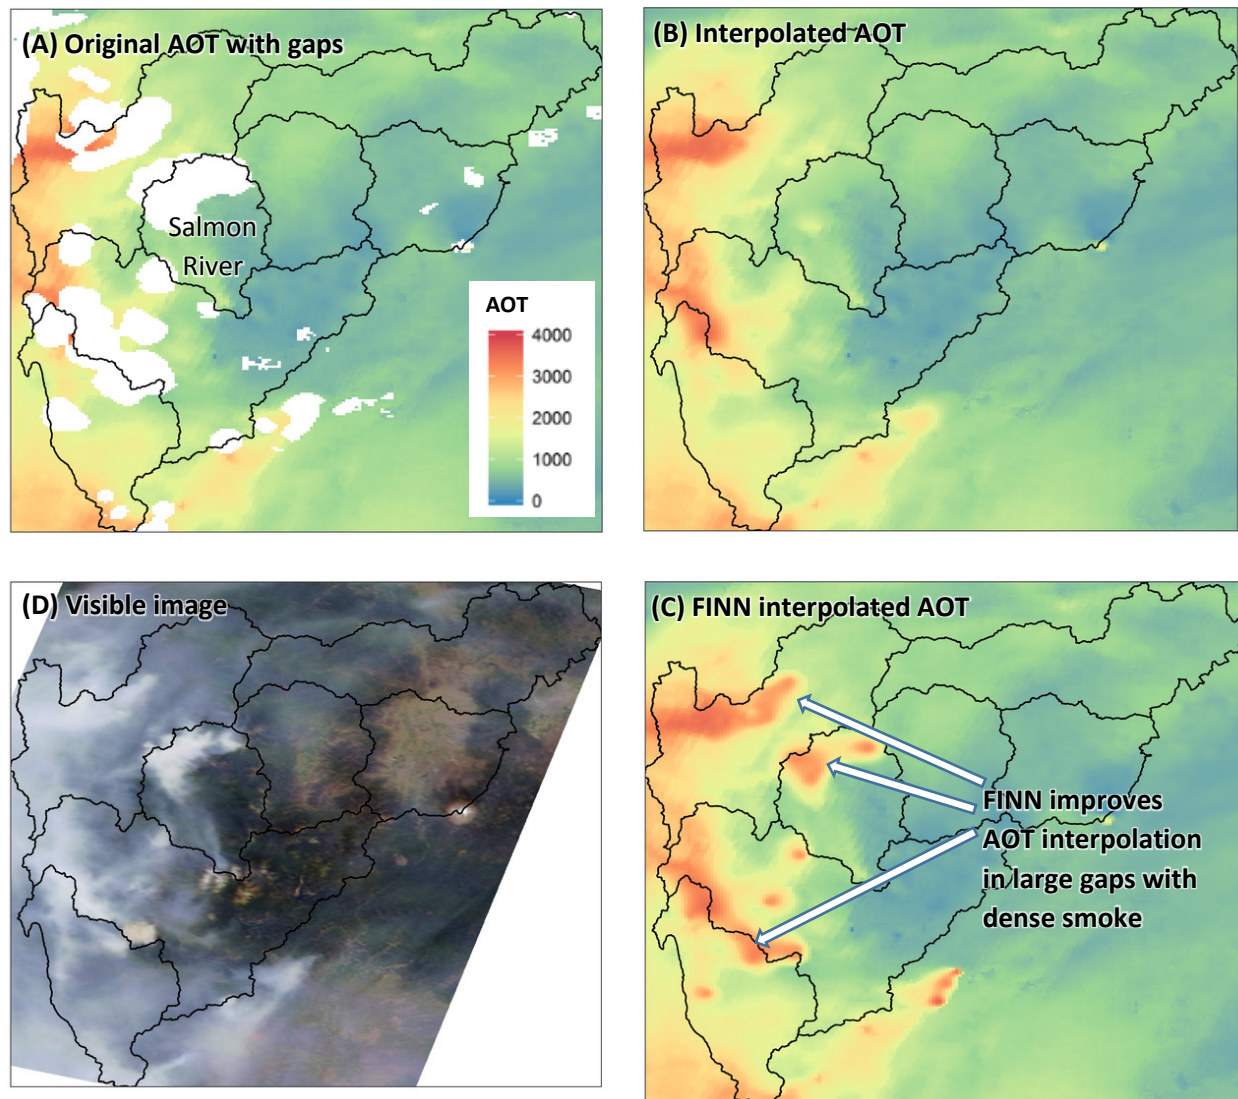 (A) Original AOT with gaps
Salmon
River
AOT
4000
3000
2000
1000
0
(B) Interpolated AOT
(D) Visible image
(C) FINN interpolated AOT
FINN improves
AOT interpolation
in large gaps with
dense smoke